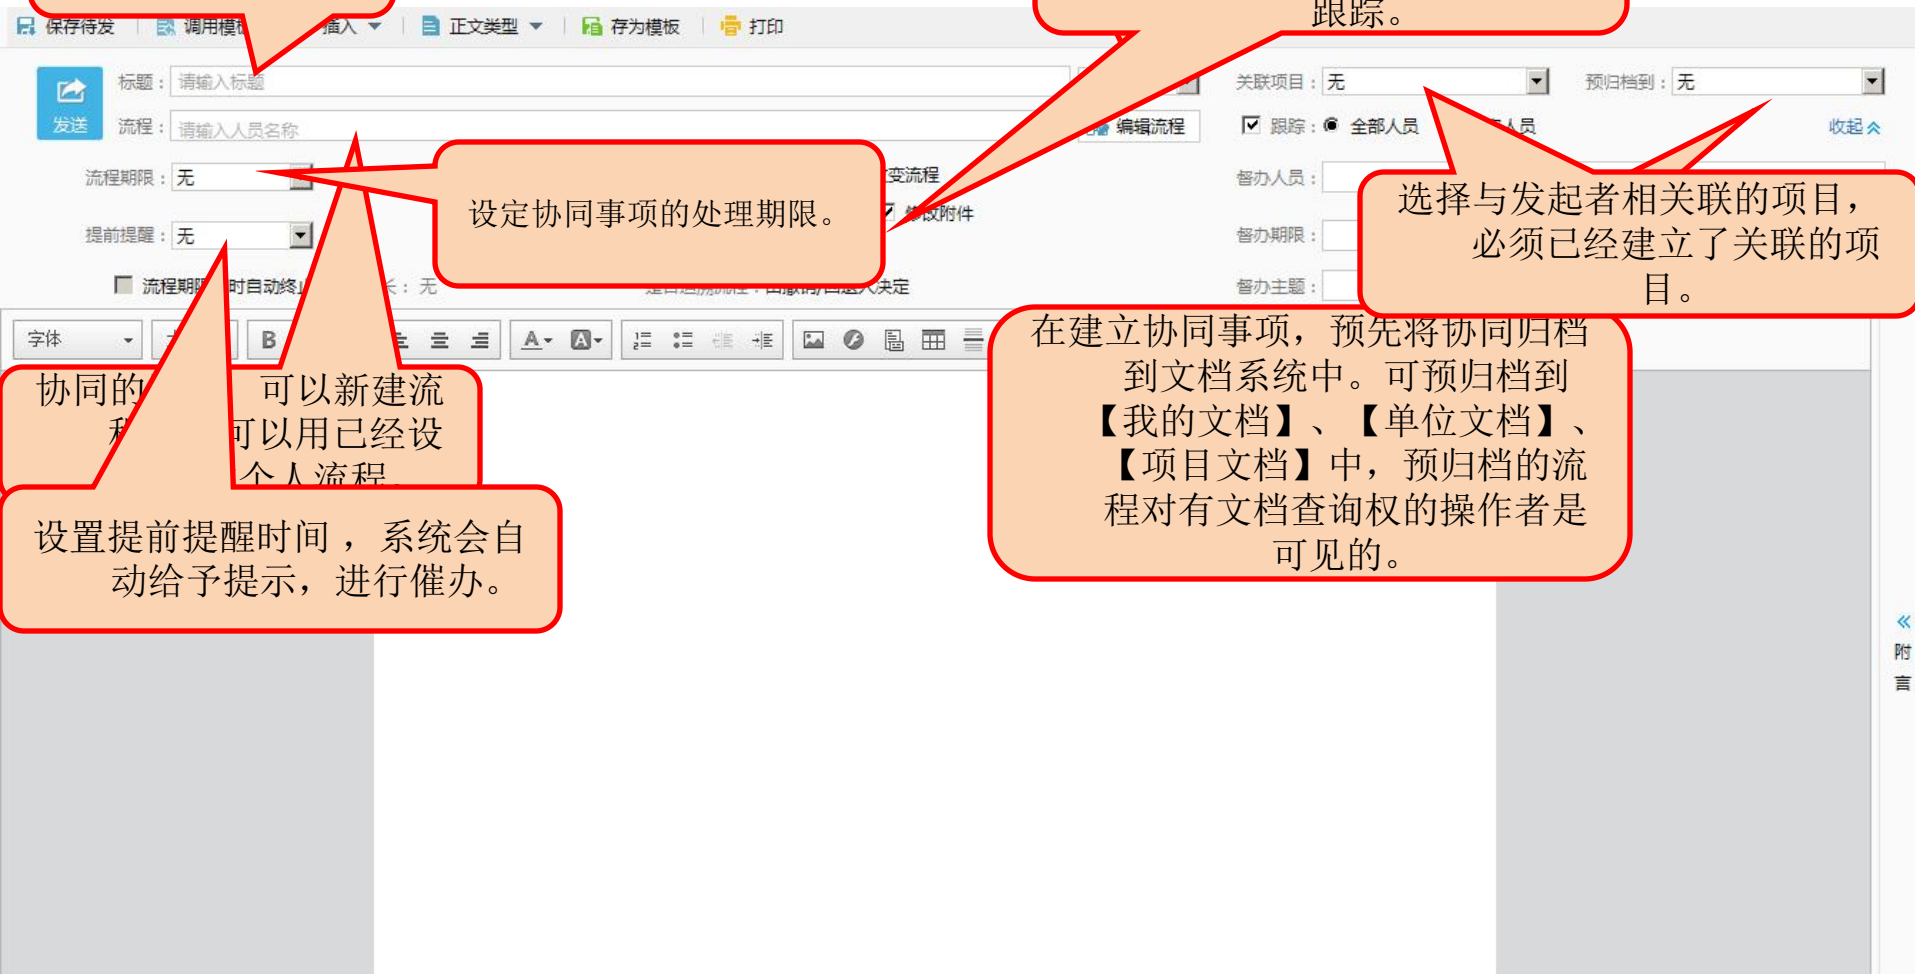 跟踪。
保存待发 调用模板 插入 正文类型 存为模板 打印
标题： 请输入标题
关联项目： 无 预归档到： 无
发送
流程： 请输入人员名称 编辑流程
跟踪： 全部人员 人员 收起
流程期限： 无
变流程
督办人员：
修改附件
提前提醒： 无
督办期限：
流程期限 时自动终止 长： 无
督办主题：
设定协同事项的处理期限。
选择与发起者相关联的项目，
必须已经建立了关联的项
目。
字体 B A A
协同的 可以新建流
可以用已经设
个人流程。
设置提前提醒时间， 系统会自
动给予提示，进行催办。
在建立协同事项，预先将协同归档
到文档系统中。可预归档到
【我的文档】、【单位文档】、
【项目文档】中，预归档的流
程对有文档查询权的操作者是
可见的。
附
言